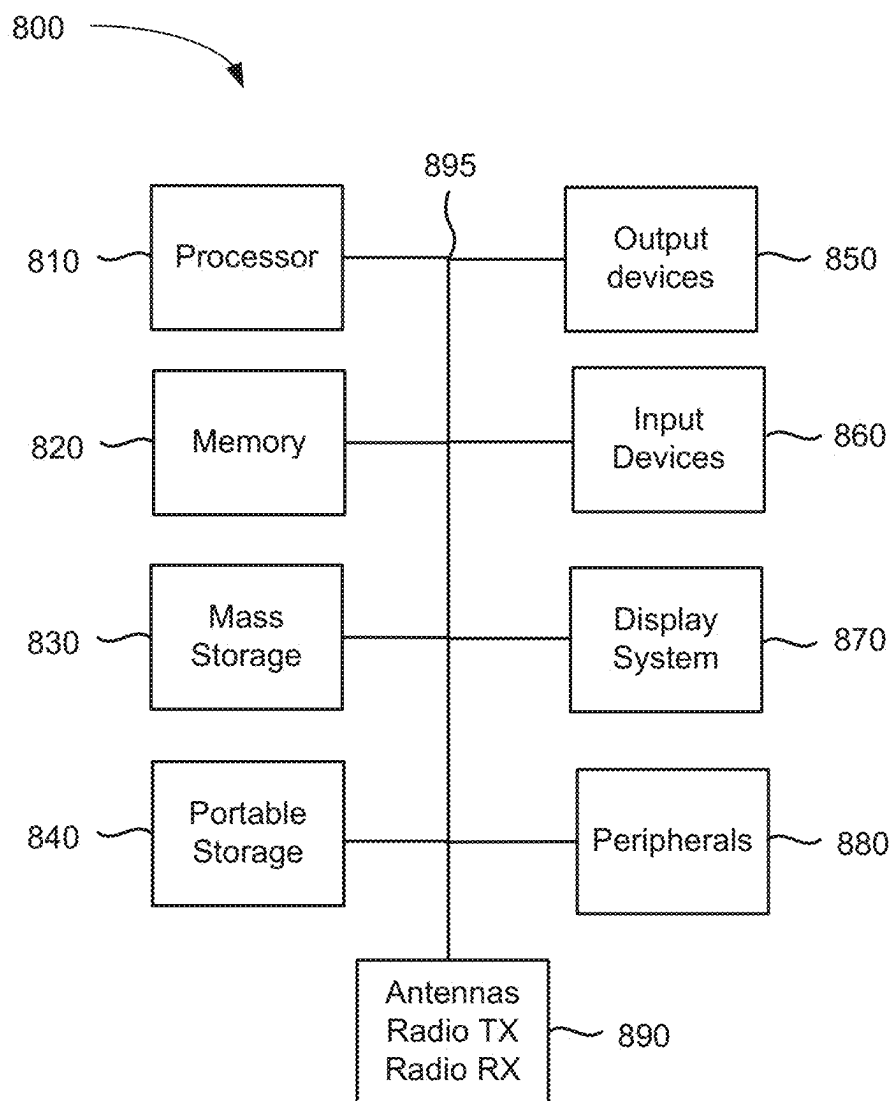 800
895
810
Processor
Output
devices
850
820
Memory
Input
Devices
860
830
Mass
Storage
Display
System
870
840
Portable
Storage
Peripherals
880
Antennas
Radio TX
Radio RX
890